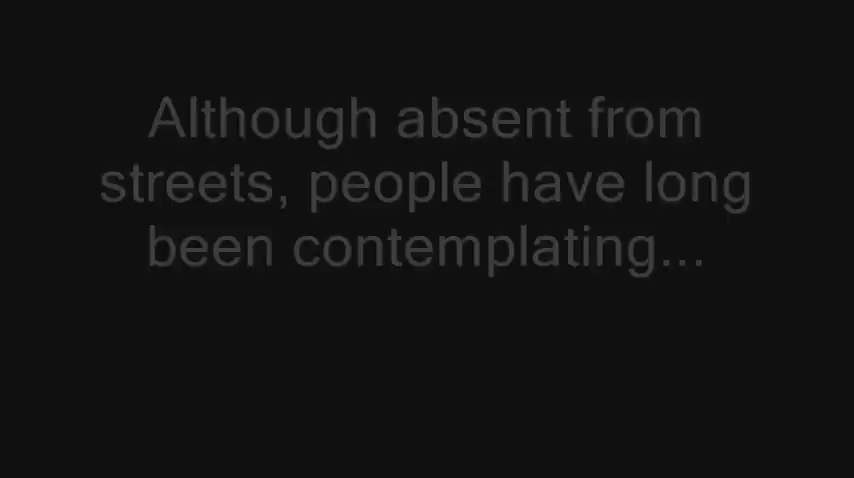 Although absent from
streets, people have long
been contemplating...